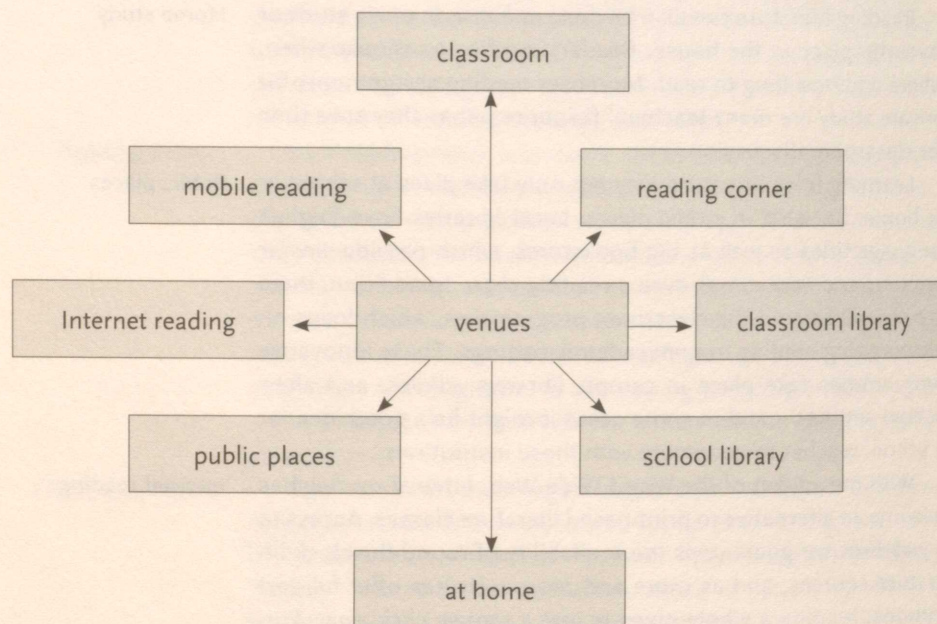 classroom
mobile reading
reading corner
Internet reading
venues
classroom library
public places
school library
at home